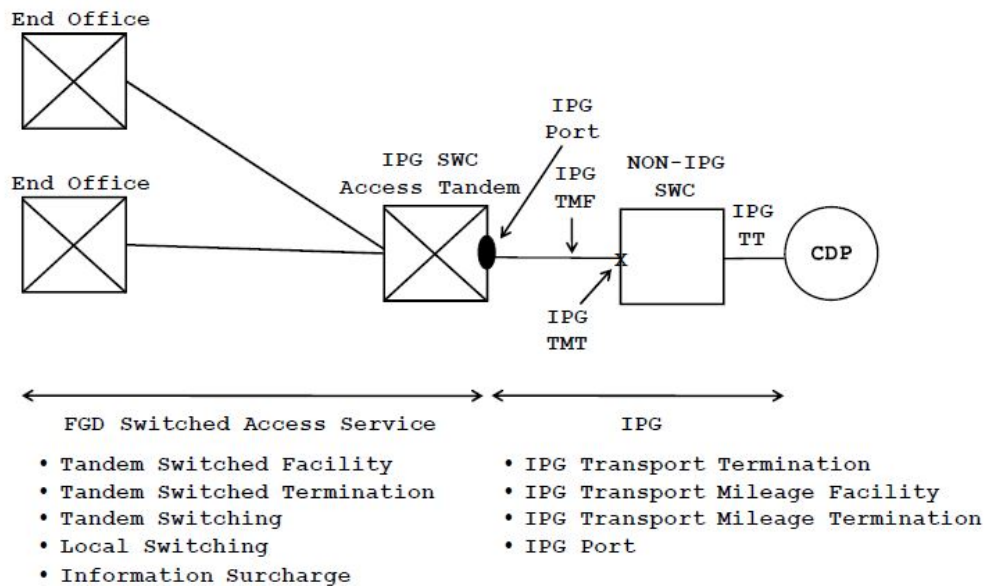 End Office
End Office
IPG SWC
Access Tandem
IPG
Port
IPG
TMF
IPG
TMT
NON-IPG
SWC
IPG
TT
CDP
X
FGD Switched Access Service
• Tandem Switched Facility
• Tandem Switched Termination
• Tandem Switching
• Local Switching
• Information Surcharge
IPG
• IPG Transport Termination
• IPG Transport Mileage Facility
• IPG Transport Mileage Termination
• IPG Port